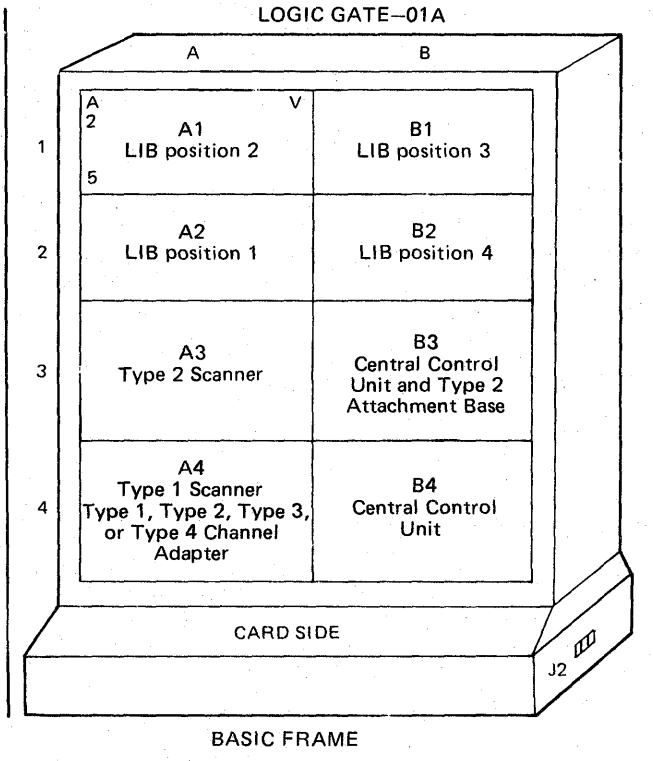 LOGIC GATE—01A
A B
A V
2
1
A1
LIB position 2
5
B1
LIB position 3
2
A2
LIB position 1
B2
LIB position 4
3
A3
Type 2 Scanner
B3
Central Control
Unit and Type 2
Attachment Base
4
A4
Type 1 Scanner
Type 1, Type 2, Type 3,
or Type 4 Channel
Adapter
B4
Central Control
Unit
CARD SIDE
J2
BASIC FRAME